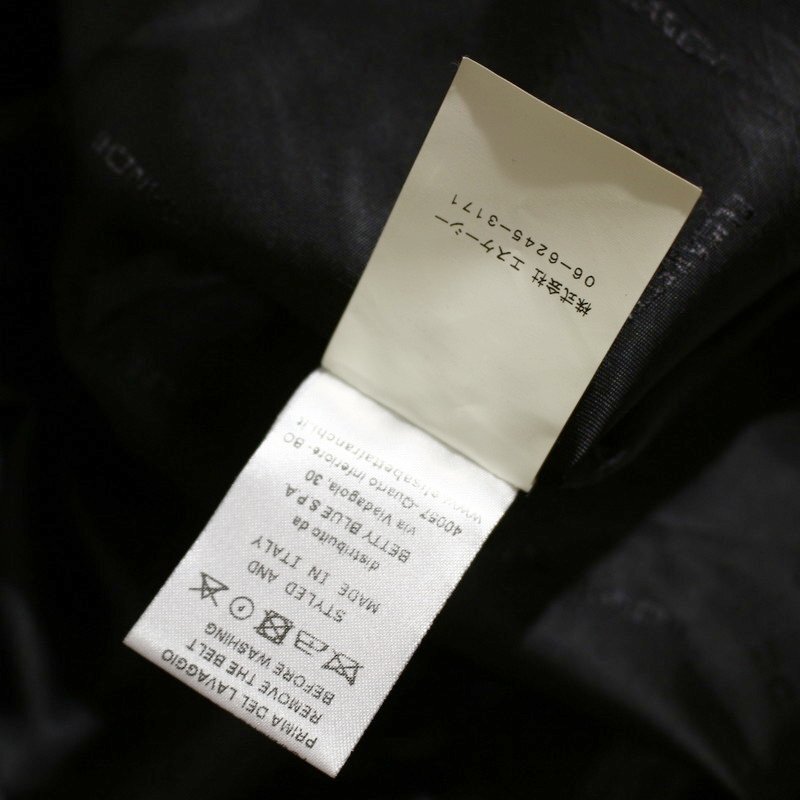 PRIMA DEL LAVAGGIO
REMOVE THE BELT
BEFORE WASHING
P
STYLED AND
MADE IN ITALY
distribuito da
BETTY BLUE S.P.A
via Viadagola, 30
40057 .Quarto inferiore- BO
www.elisabettafranchi.it
株式会社 エスケーシー
06-6245-3171